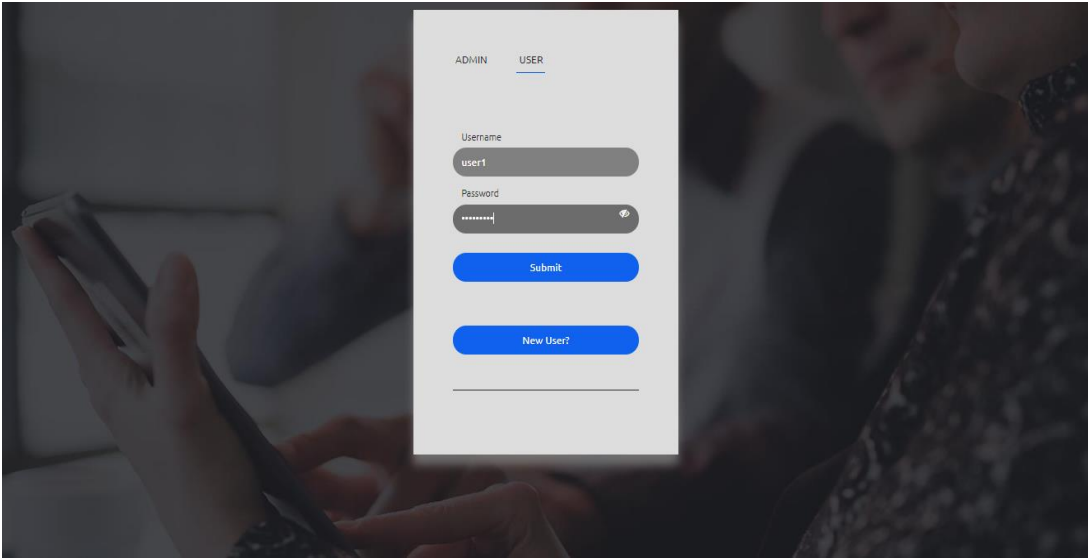 ADMIN USER
Username
user1
Password
•••••••••
Submit
New User?